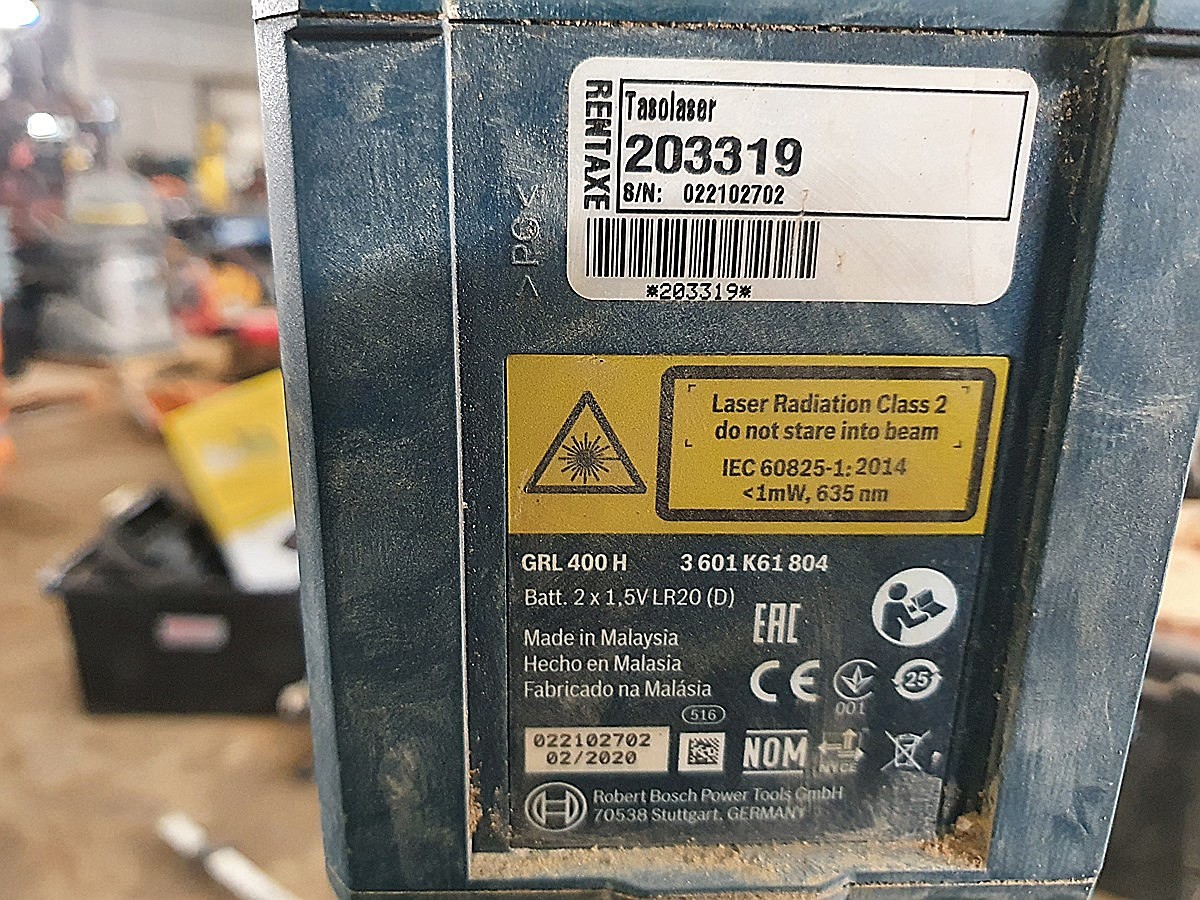 RENTAXE
Tasolaser
203319
S/N: 022102702
*203319*
>PC<
Laser Radiation Class 2
do not stare into beam
IEC 60825-1: 2014
<1mW, 635 nm
GRL 400 H 3 601 K61 804
Batt. 2 x 1,5V LR20 (D)
EAC
Made in Malaysia
Hecho en Malasia
Fabricado na Malásia
CE
001
25
516
022102702
02/2020
NOM
NYCE
Robert Bosch Power Tools GmbH
70538 Stuttgart, GERMANY